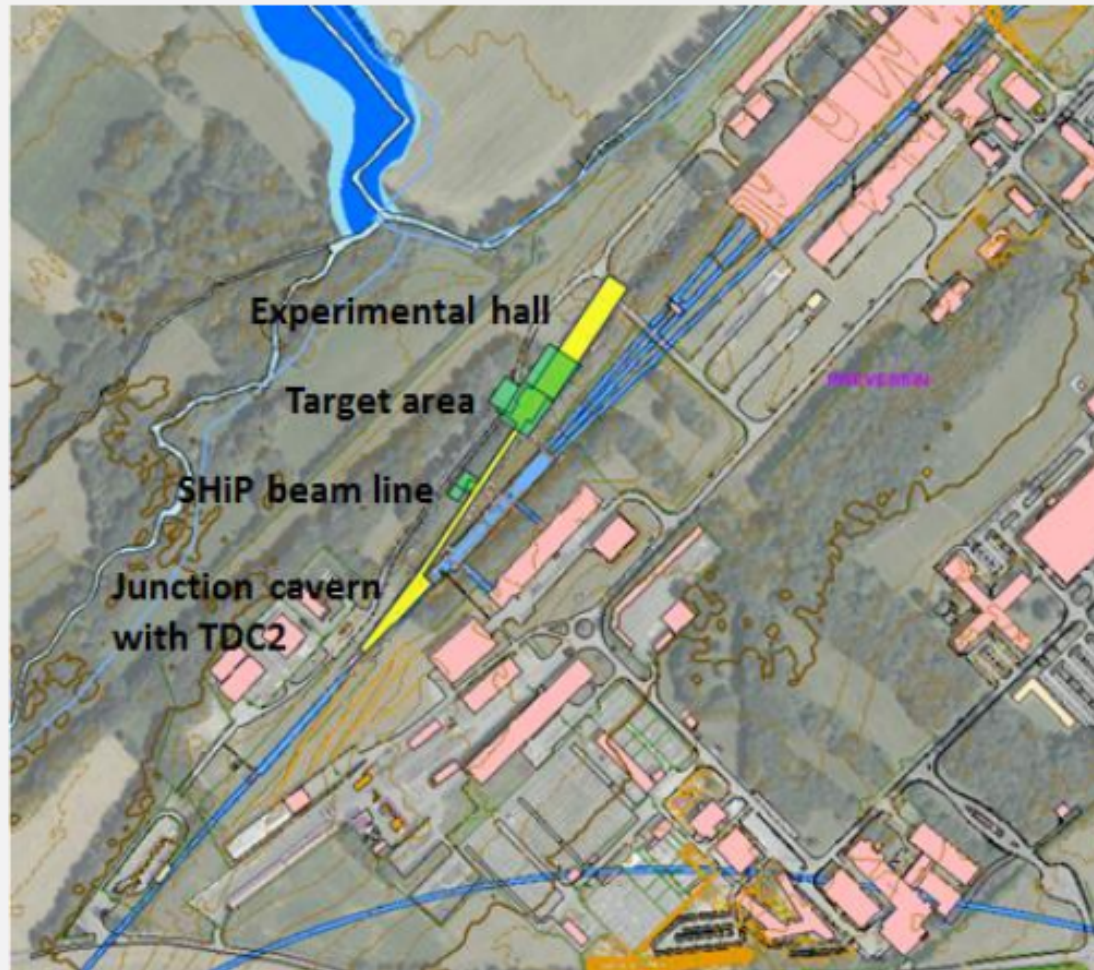 Experimental hall
Target area
SHiP beam line
Junction cavern
with TDC2